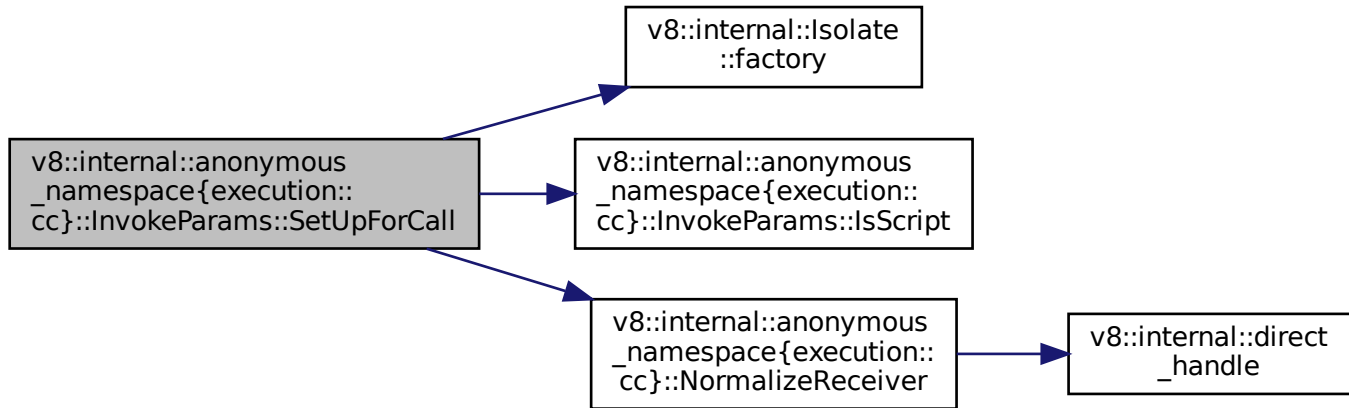 v8::internal::anonymous
_namespace{execution::
cc}::InvokeParams::SetUpForCall
v8::internal::Isolate
::factory
v8::internal::anonymous
_namespace{execution::
cc}::InvokeParams::IsScript
v8::internal::anonymous
_namespace{execution::
cc}::NormalizeReceiver
v8::internal::direct
_handle